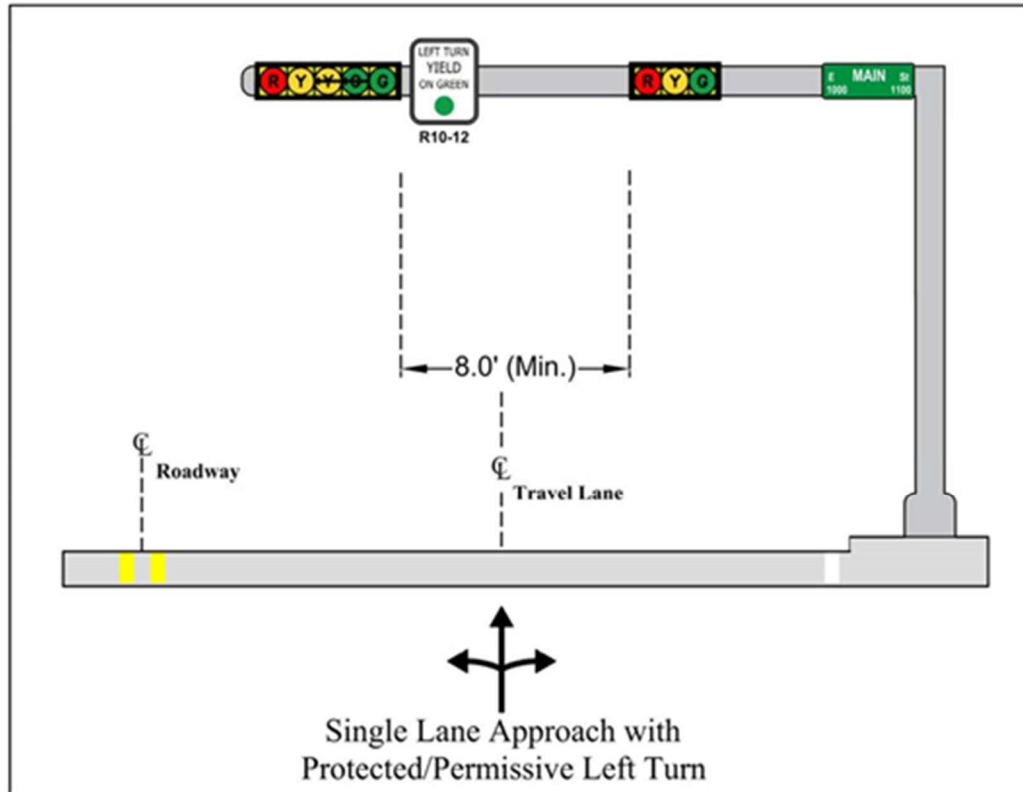 R Y Y G G
LEFT TURN
YIELD
ON GREEN
R10-12
R Y G
E MAIN St
1000 1100
8.0' (Min.)
℄
Roadway
℄
Travel Lane
Single Lane Approach with
Protected/Permissive Left Turn